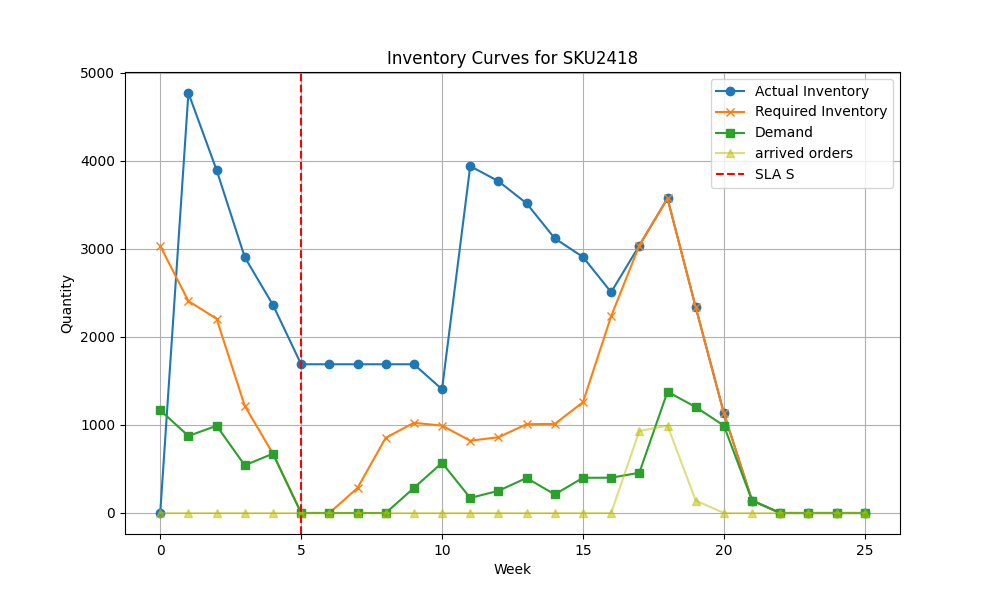 Inventory Curves for SKU2418
5000
4000
3000
2000
1000
0
Quantity
Actual Inventory
Required Inventory
Demand
arrived orders
SLA S
0 5 10 15 20 25
Week